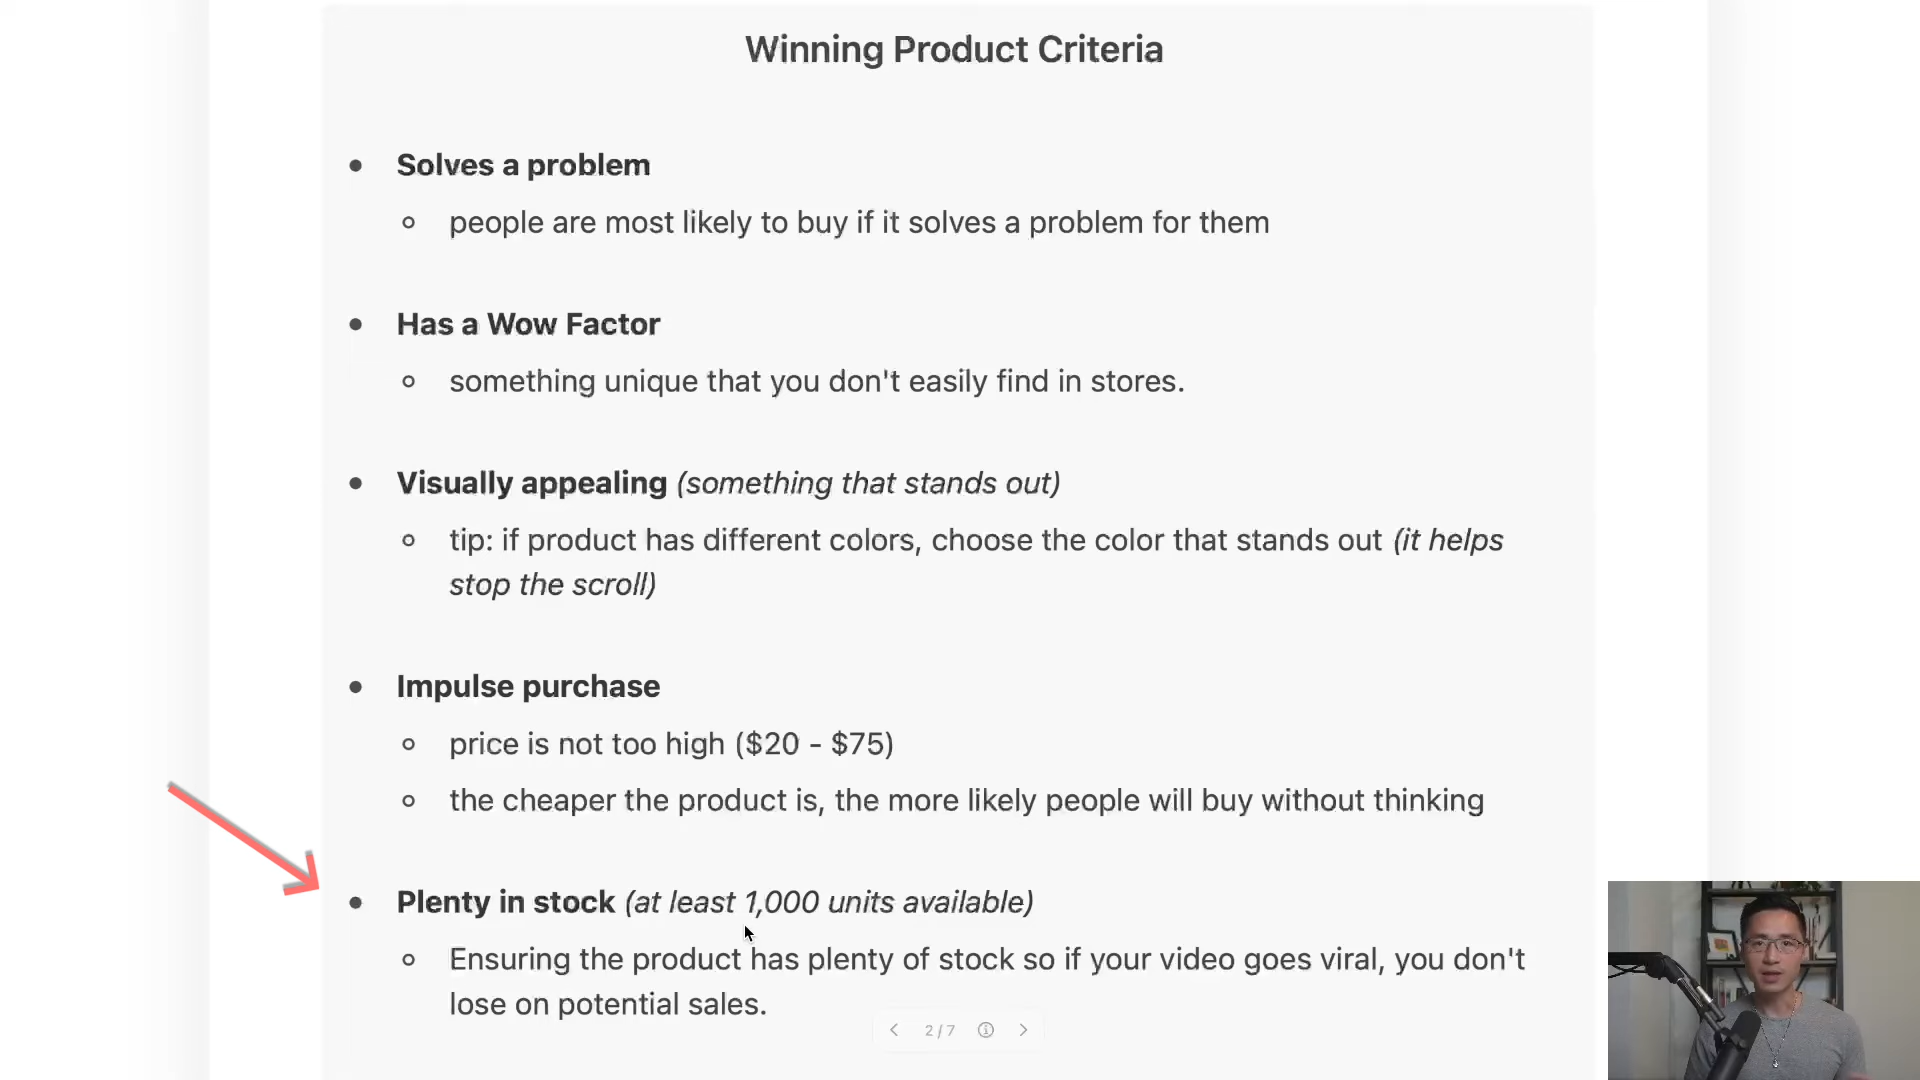 Winning Product Criteria
• Solves a problem
◦ people are most likely to buy if it solves a problem for them
• Has a Wow Factor
◦ something unique that you don't easily find in stores.
• Visually appealing (something that stands out)
◦ tip: if product has different colors, choose the color that stands out (it helps
stop the scroll)
• Impulse purchase
◦ price is not too high ($20 - $75)
◦ the cheaper the product is, the more likely people will buy without thinking
• Plenty in stock (at least 1,000 units available)
◦ Ensuring the product has plenty of stock so if your video goes viral, you don't
lose on potential sales.
2 / 7